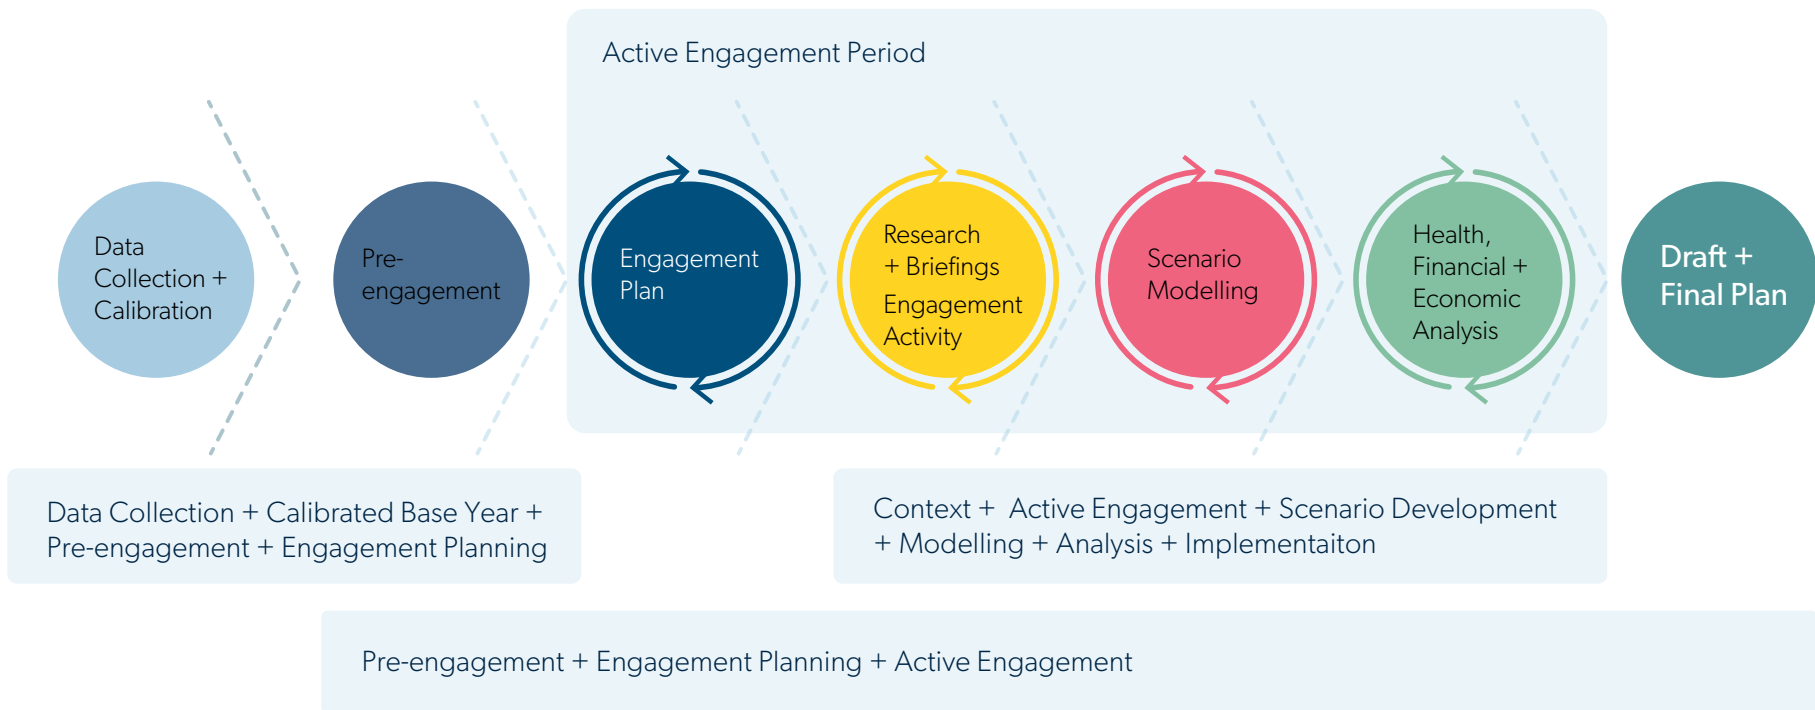 Active Engagement Period
Data
Collection +
Calibration
Pre-
engagement
Engagement
Plan
Research
+ Briefings
Engagement
Activity
Scenario
Modelling
Health,
Financial +
Economic
Analysis
Draft +
Final Plan
Data Collection + Calibrated Base Year +
Pre-engagement + Engagement Planning
Context + Active Engagement + Scenario Development
+ Modelling + Analysis + Implementaiton
Pre-engagement + Engagement Planning + Active Engagement